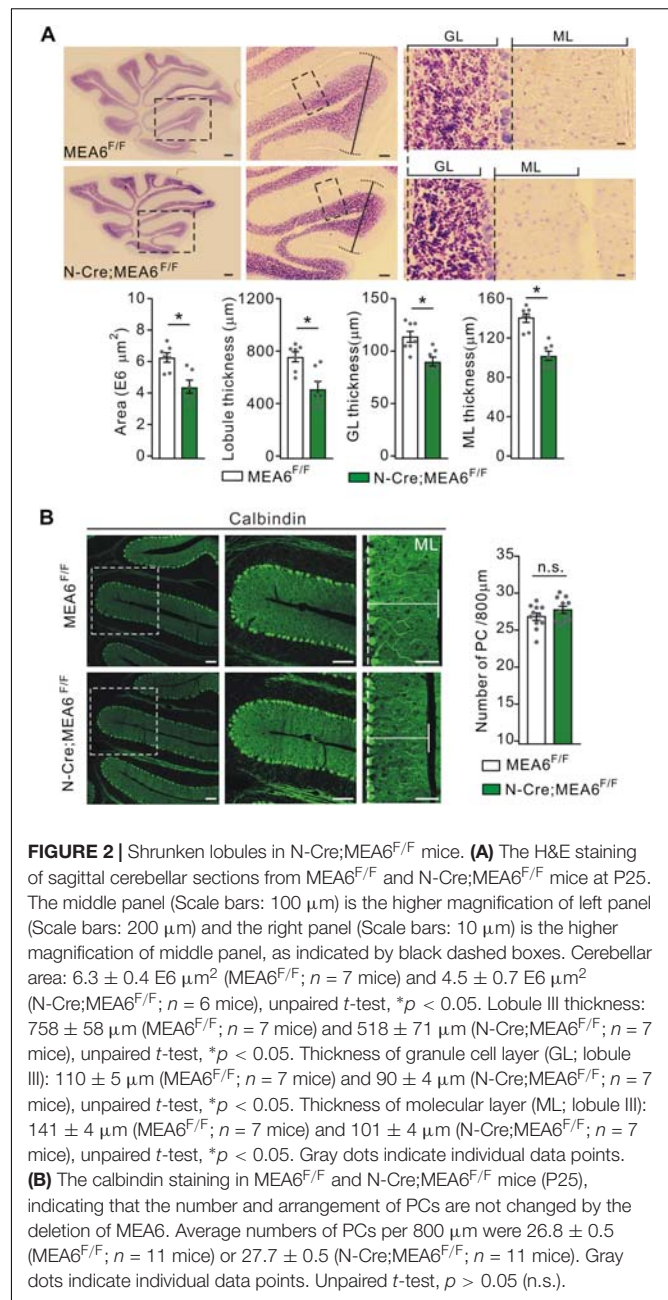 A
GL
ML
MEA6F/F
GL
ML
N-Cre;MEA6F/F
Area (E6 μm2)
8
6
4
2
0
*
Lobule thickness (μm)
1200
800
400
0
*
GL thickness(μm)
150
100
50
0
*
ML thickness(μm)
160
120
80
40
0
*
MEA6F/F
N-Cre;MEA6F/F
B
Calbindin
MEA6F/F
ML
N-Cre;MEA6F/F
Number of PC /800μm
35
30
25
20
15
10
n.s.
MEA6F/F
N-Cre;MEA6F/F
FIGURE 2 | Shrunken lobules in N-Cre;MEA6F/F mice. (A) The H&E staining
of sagittal cerebellar sections from MEA6F/F and N-Cre;MEA6F/F mice at P25.
The middle panel (Scale bars: 100 μm) is the higher magnification of left panel
(Scale bars: 200 μm) and the right panel (Scale bars: 10 μm) is the higher
magnification of middle panel, as indicated by black dashed boxes. Cerebellar
area: 6.3 ± 0.4 E6 μm2 (MEA6F/F; n = 7 mice) and 4.5 ± 0.7 E6 μm2
(N-Cre;MEA6F/F; n = 6 mice), unpaired t-test, *p < 0.05. Lobule III thickness:
758 ± 58 μm (MEA6F/F; n = 7 mice) and 518 ± 71 μm (N-Cre;MEA6F/F; n = 7
mice), unpaired t-test, *p < 0.05. Thickness of granule cell layer (GL; lobule
III): 110 ± 5 μm (MEA6F/F; n = 7 mice) and 90 ± 4 μm (N-Cre;MEA6F/F; n = 7
mice), unpaired t-test, *p < 0.05. Thickness of molecular layer (ML; lobule III):
141 ± 4 μm (MEA6F/F; n = 7 mice) and 101 ± 4 μm (N-Cre;MEA6F/F; n = 7
mice), unpaired t-test, *p < 0.05. Gray dots indicate individual data points.
(B) The calbindin staining in MEA6F/F and N-Cre;MEA6F/F mice (P25),
indicating that the number and arrangement of PCs are not changed by the
deletion of MEA6. Average numbers of PCs per 800 μm were 26.8 ± 0.5
(MEA6F/F; n = 11 mice) or 27.7 ± 0.5 (N-Cre;MEA6F/F; n = 11 mice). Gray
dots indicate individual data points. Unpaired t-test, p > 0.05 (n.s.).